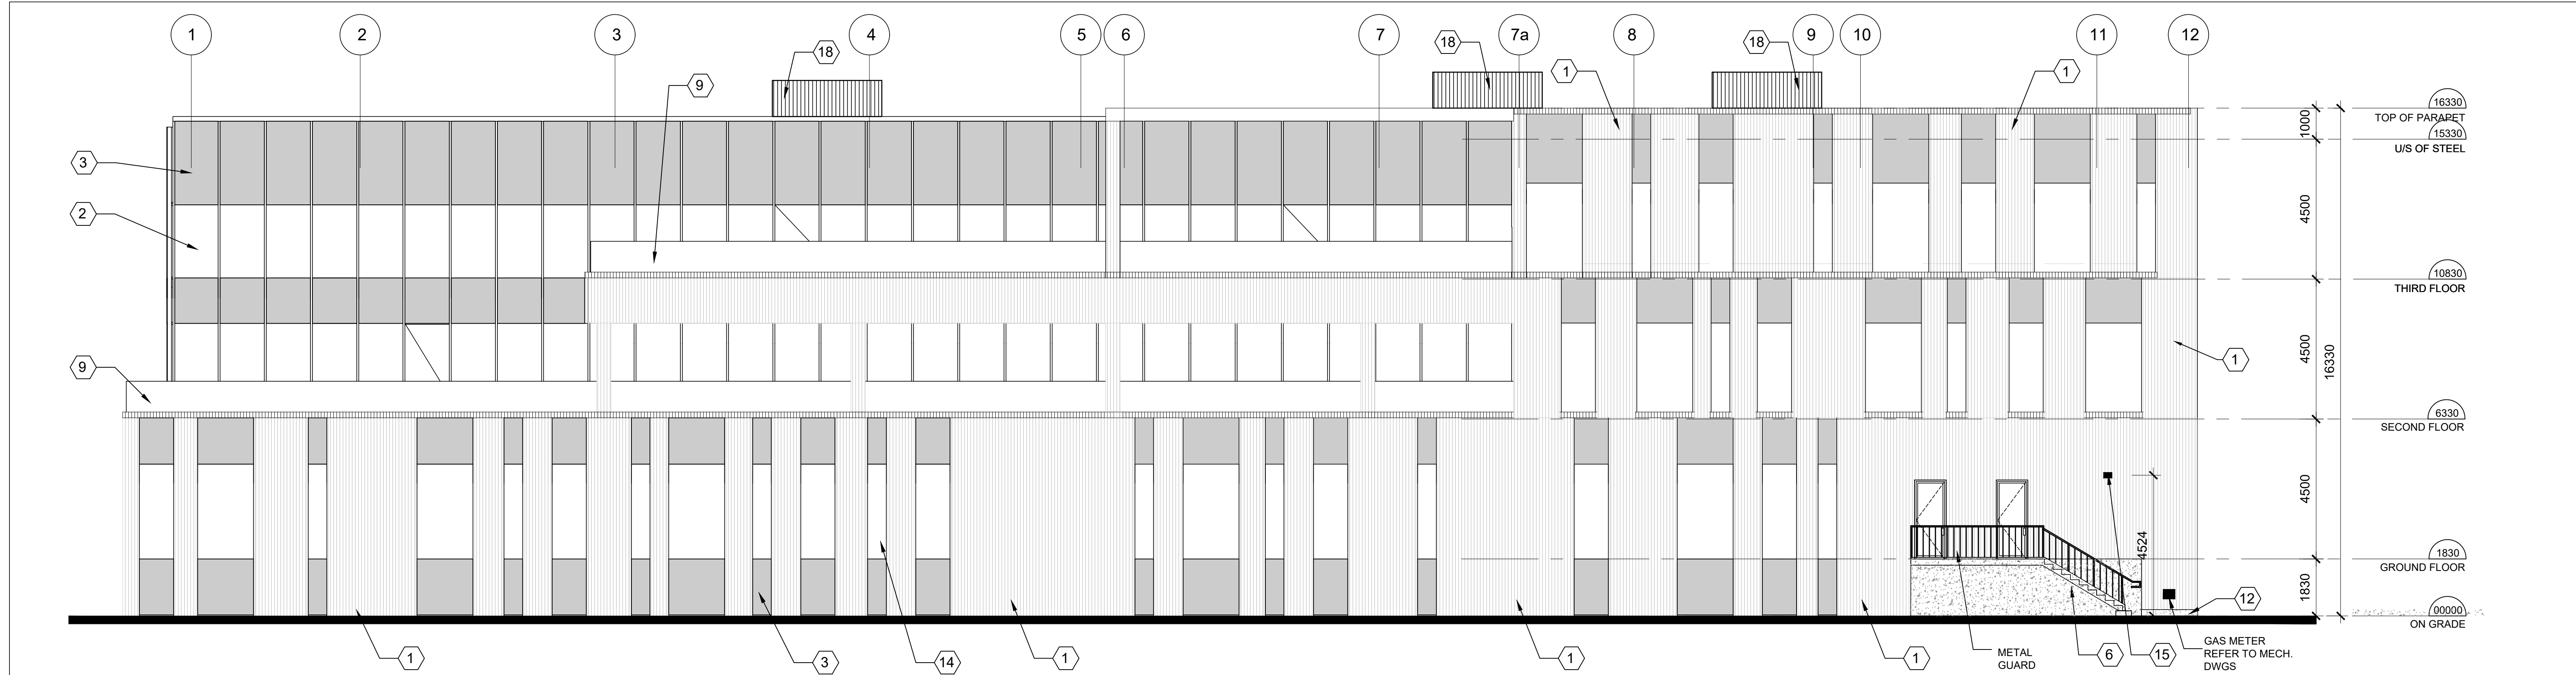 1 2 3 4 5 6 7 7a 8 9 10 11 12
18 18 18
9 1 1
16330
TOP OF PARAPET
1000
15330
U/S OF STEEL
3
2
4500
10830
THIRD FLOOR
9
4500
16330
1
6330
SECOND FLOOR
4500
4524
1830
GROUND FLOOR
1830
12
00000
ON GRADE
1 3 14 1 1 1
METAL
GUARD
6 15
GAS METER
REFER TO MECH.
DWGS